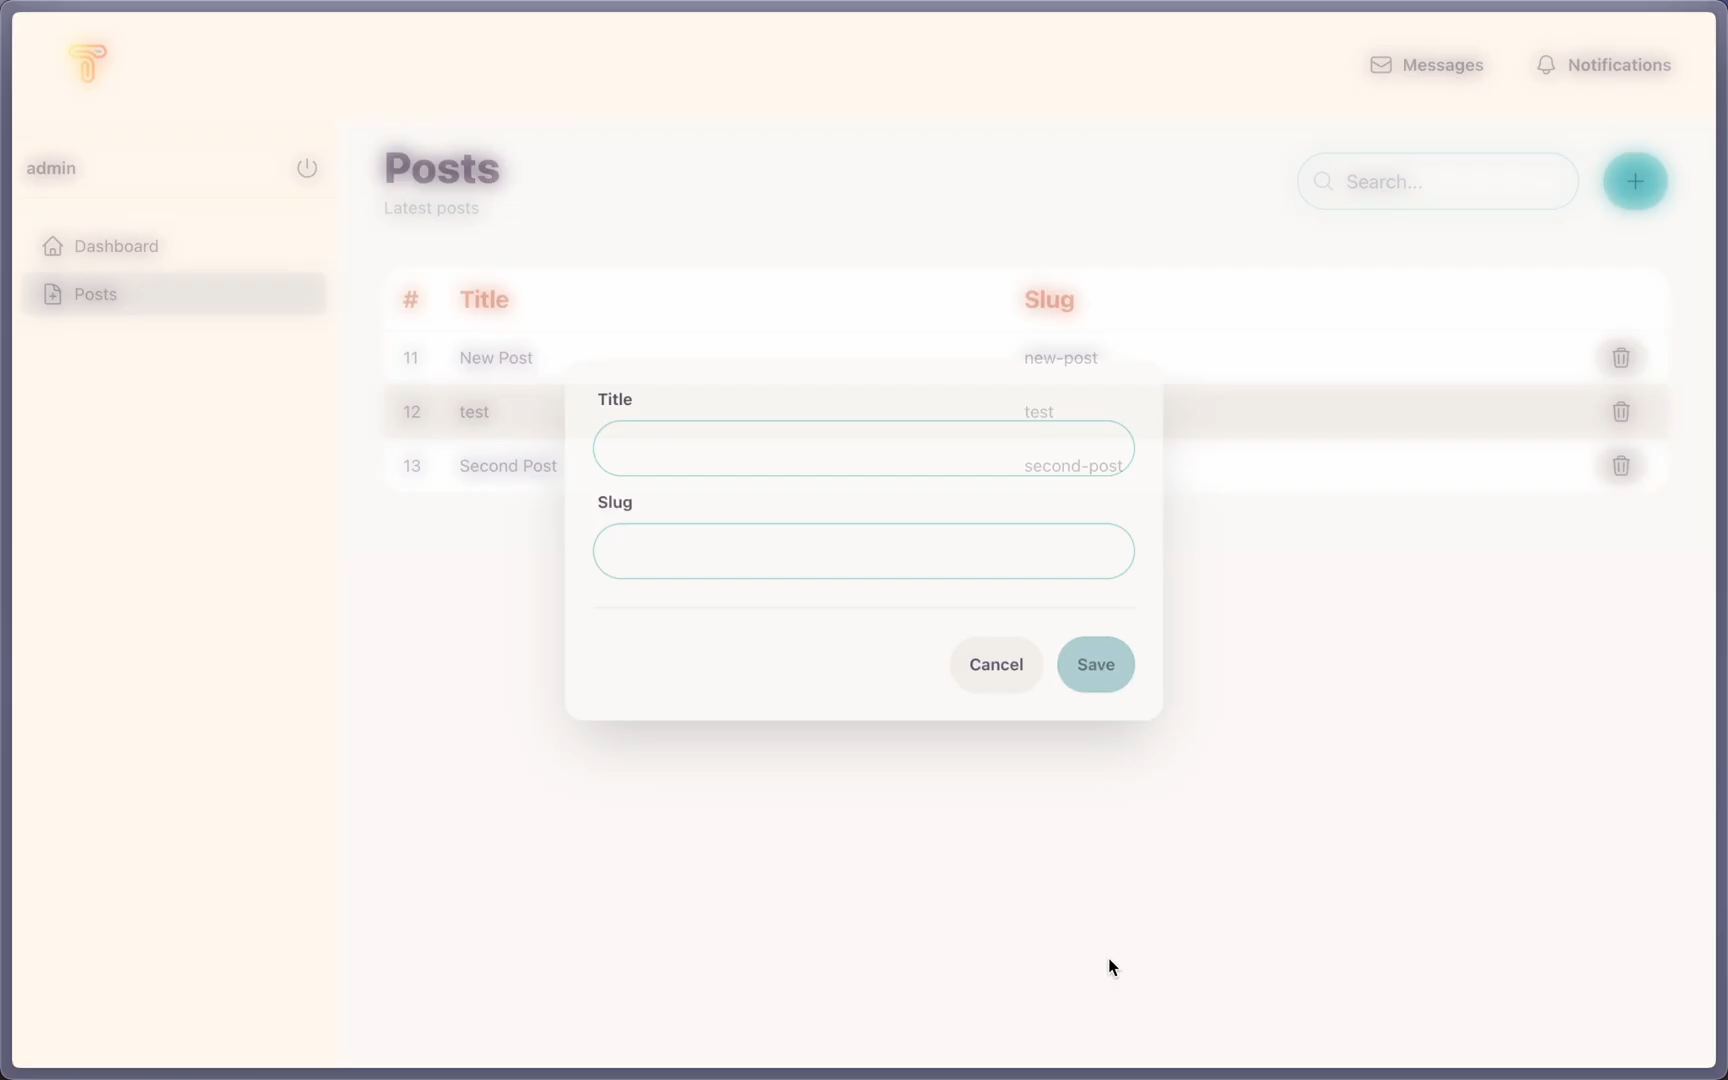 Messages
Notifications
admin
Posts
Latest posts
Search...
Dashboard
Posts
# Title Slug
11 New Post new-post
12 test test
13 Second Post second-post
Title
Slug
Cancel Save